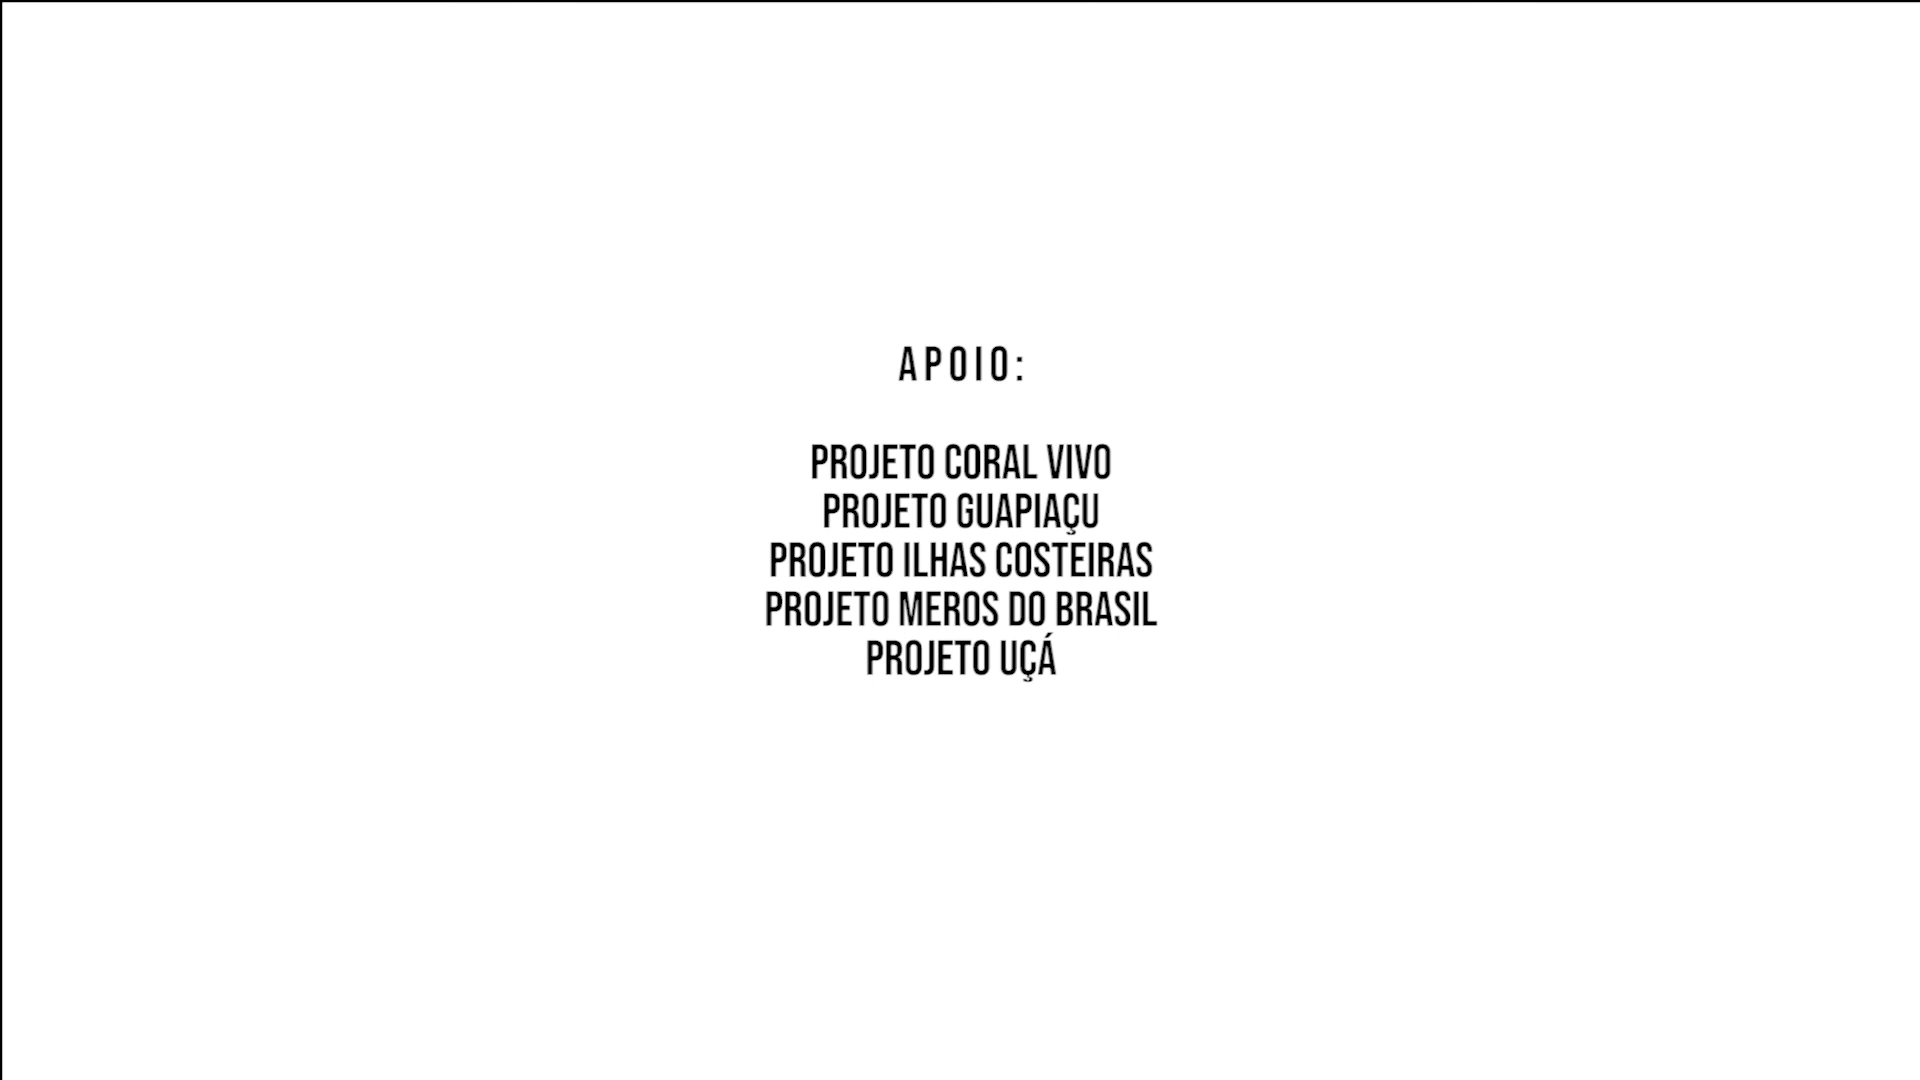 APOIO:
PROJETO CORAL VIVO
PROJETO GUAPIAÇU
PROJETO ILHAS COSTEIRAS
PROJETO MEROS DO BRASIL
PROJETO UÇÁ